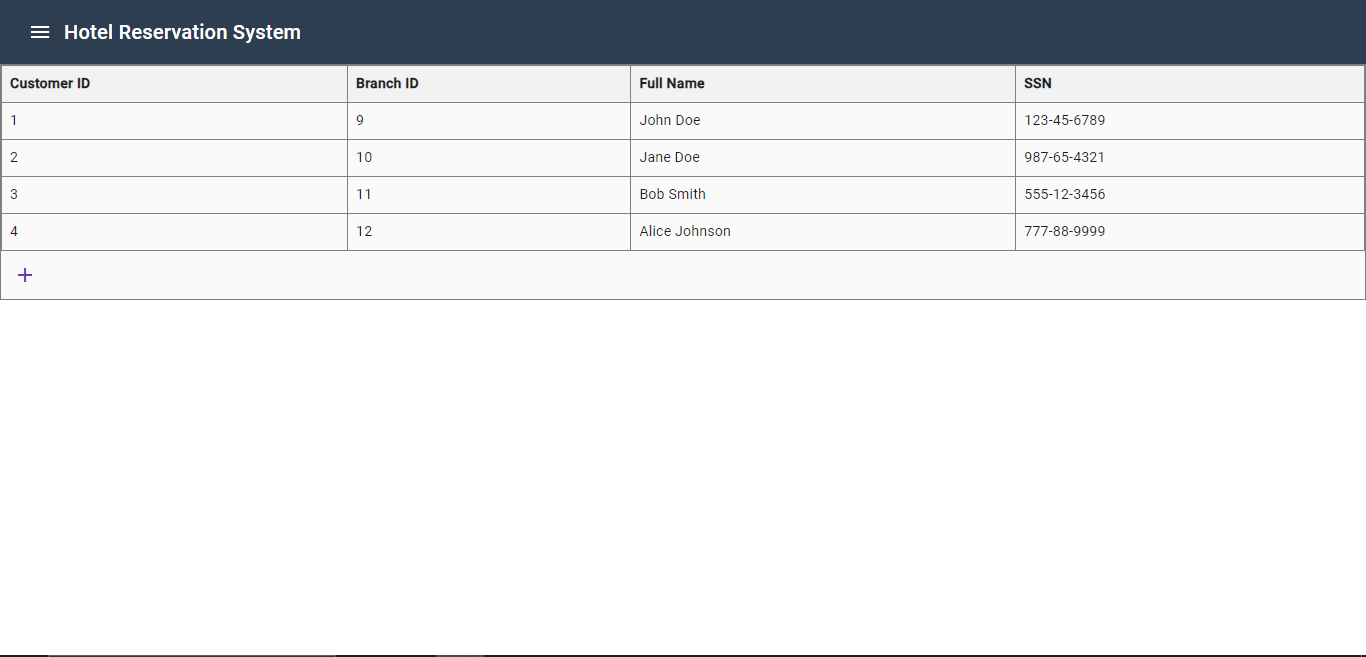 Hotel Reservation System
Customer ID Branch ID Full Name SSN
1 9 John Doe 123-45-6789
2 10 Jane Doe 987-65-4321
3 11 Bob Smith 555-12-3456
4 12 Alice Johnson 777-88-9999
+